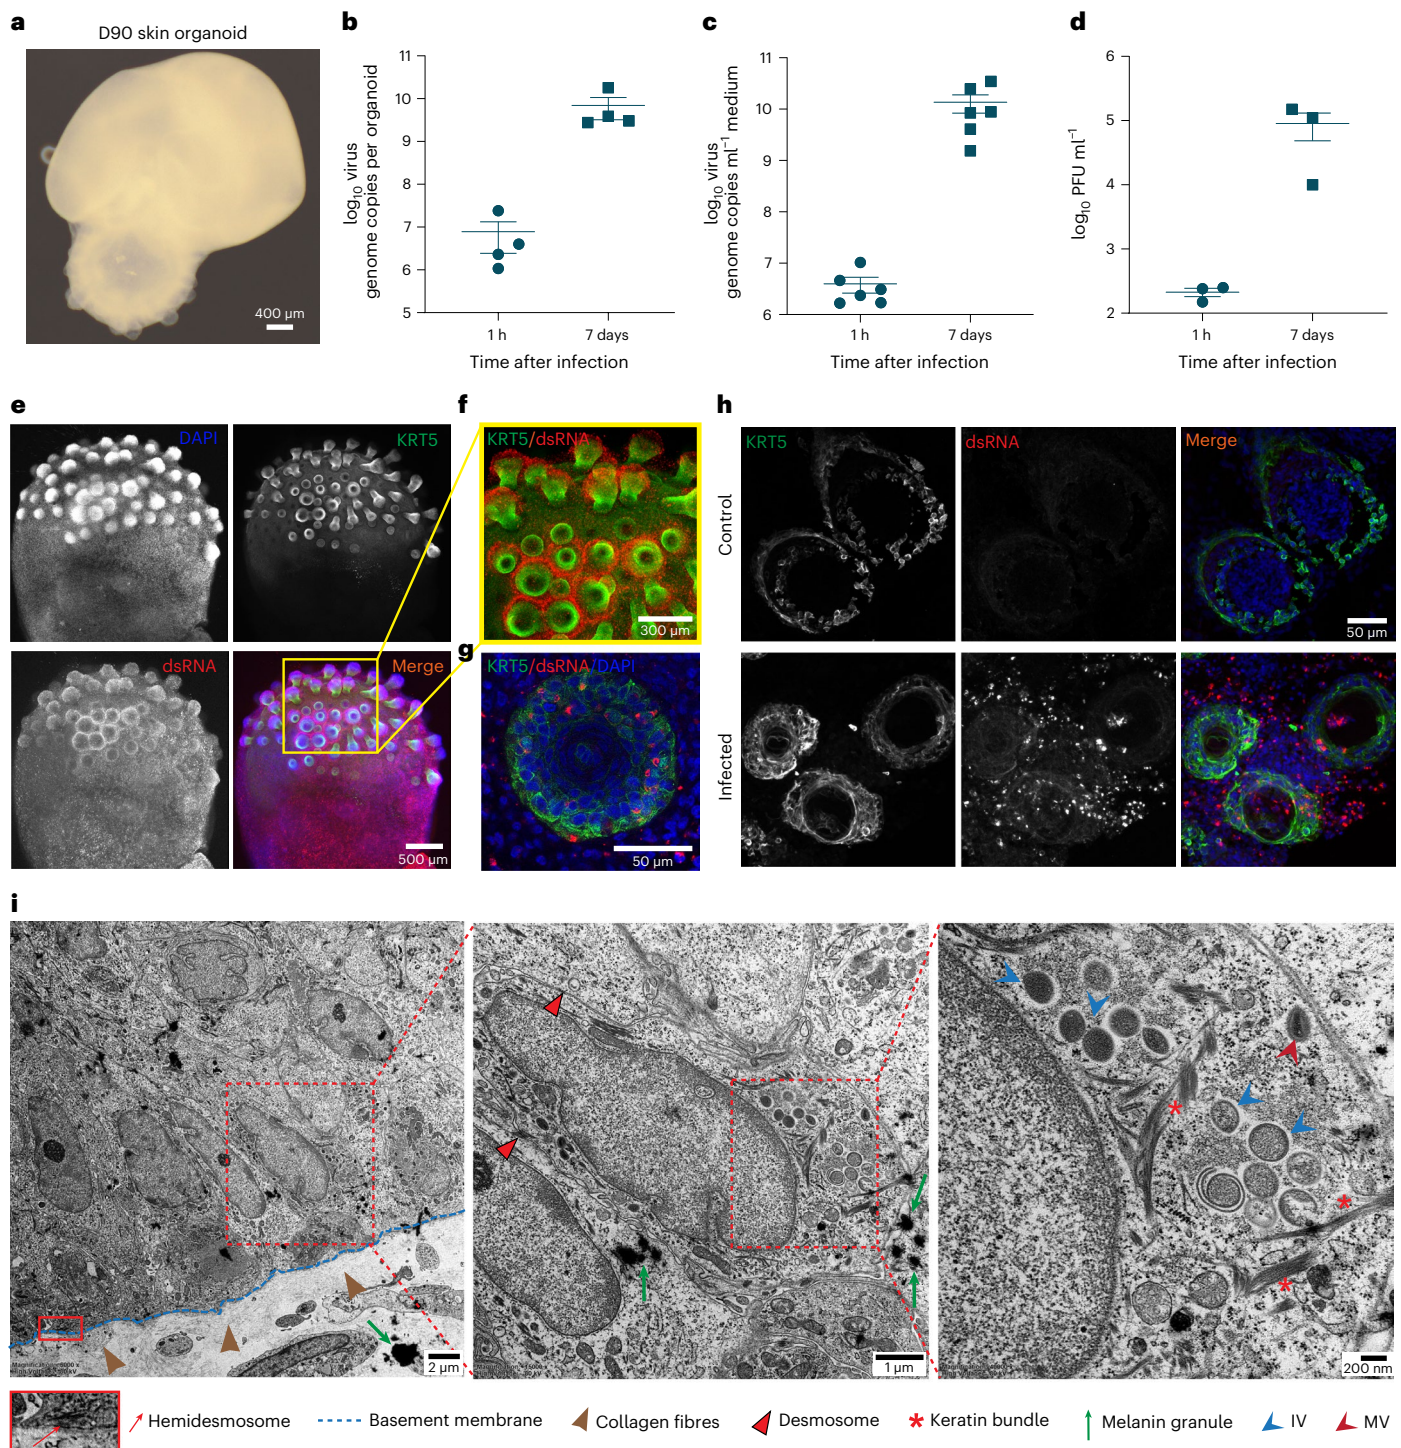 a
D90 skin organoid
400 µm
b
log10 virus
genome copies per organoid
11
10
9
8
7
6
5
1 h
7 days
Time after infection
c
log10 virus
genome copies ml−1 medium
11
10
9
8
7
6
1 h
7 days
Time after infection
d
log10 PFU ml−1
6
5
4
3
2
1 h
7 days
Time after infection
e
DAPI
KRT5
dsRNA
Merge
500 µm
f
KRT5/dsRNA
300 µm
g
KRT5/dsRNA/DAPI
50 µm
h
KRT5
dsRNA
Merge
Control
50 µm
Infected
i
2 µm
1 µm
200 nm
Hemidesmosome
Basement membrane
Collagen fibres
Desmosome
* Keratin bundle
Melanin granule
IV
MV